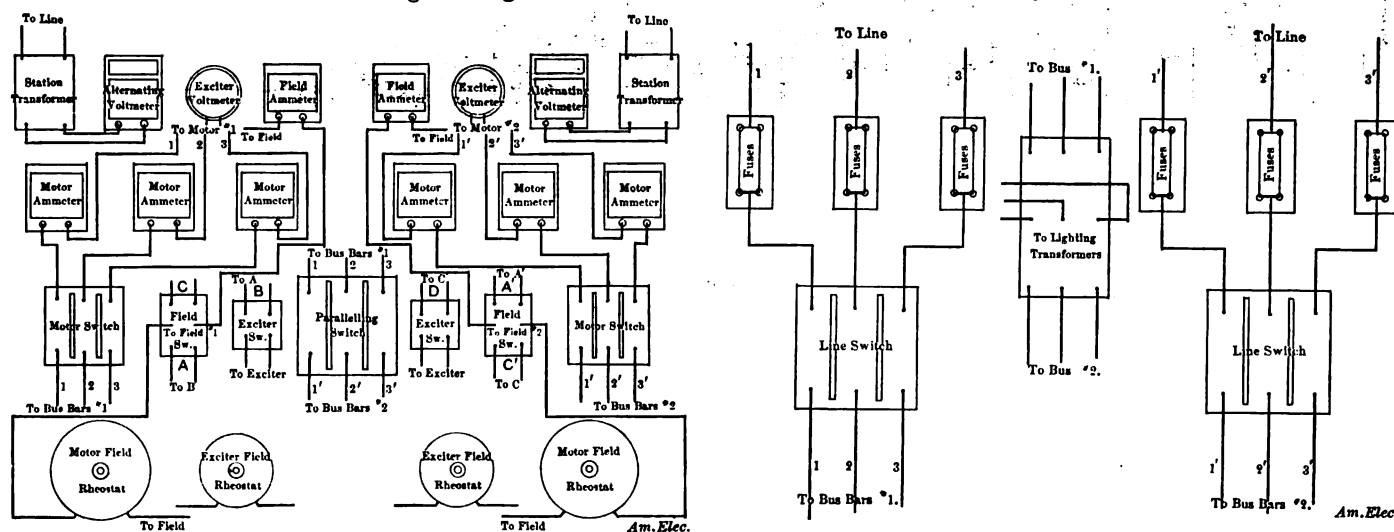 To Line
To Line
Station
Transformer
Alternating
Voltmeter
Exciter
Voltmeter
Field
Ammeter
Field
Ammeter
Exciter
Voltmeter
Alternating
Voltmeter
Station
Transformer
To Motor #1
To Field
To Field
To Motor #2
1 2 3
1' 2' 3'
Motor
Ammeter
Motor
Ammeter
Motor
Ammeter
Motor
Ammeter
Motor
Ammeter
Motor
Ammeter
To Bus Bars #1
1 2 3
Motor Switch
C
Field
To Field #1
Sw.
A
To B
To A
B
Exciter
Sw.
To Exciter
Paralleling
Switch
To C
D
Exciter
Sw.
To Exciter
To A'
A'
Field
To Field #2
Sw.
C'
To C
Motor Switch
1 2 3
To Bus Bars #1
1' 2' 3'
To Bus Bars #2
1' 2' 3'
To Bus Bars #2
Motor Field
Rheostat
Exciter Field
Rheostat
Exciter Field
Rheostat
Motor Field
Rheostat
To Field
To Field
Am. Elec.
To Line
1 2 3
Fuses
Fuses
Fuses
Line Switch
1 2 3
To Bus Bars #1.
To Bus #1.
To Lighting
Transformers
To Bus #2.
To Line
1' 2' 3'
Fuses
Fuses
Fuses
Line Switch
1' 2' 3'
To Bus Bars #2.
Am. Elec